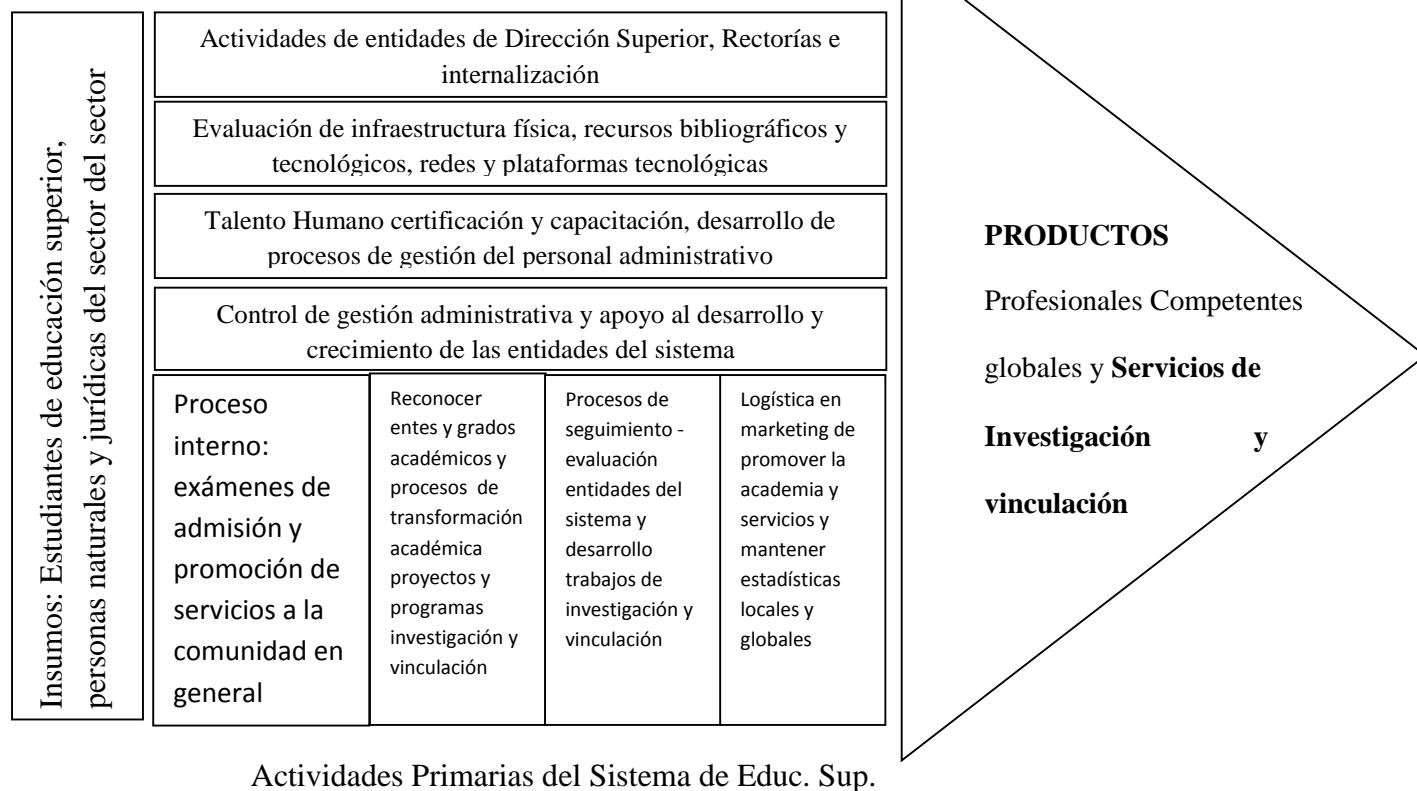 Insumos: Estudiantes de educación superior,
personas naturales y jurídicas del sector del sector
Actividades de entidades de Dirección Superior, Rectorías e
internalización
Evaluación de infraestructura física, recursos bibliográficos y
tecnológicos, redes y plataformas tecnológicas
Talento Humano certificación y capacitación, desarrollo de
procesos de gestión del personal administrativo
Control de gestión administrativa y apoyo al desarrollo y
crecimiento de las entidades del sistema
Proceso
interno:
exámenes de
admisión y
promoción de
servicios a la
comunidad en
general
Reconocer
entes y grados
académicos y
procesos de
transformación
académica
proyectos y
programas
investigación y
vinculación
Procesos de
seguimiento -
evaluación
entidades del
sistema y
desarrollo
trabajos de
investigación y
vinculación
Logística en
marketing de
promover la
academia y
servicios y
mantener
estadísticas
locales y
globales
PRODUCTOS
Profesionales Competentes
globales y Servicios de
Investigación y
vinculación
Actividades Primarias del Sistema de Educ. Sup.